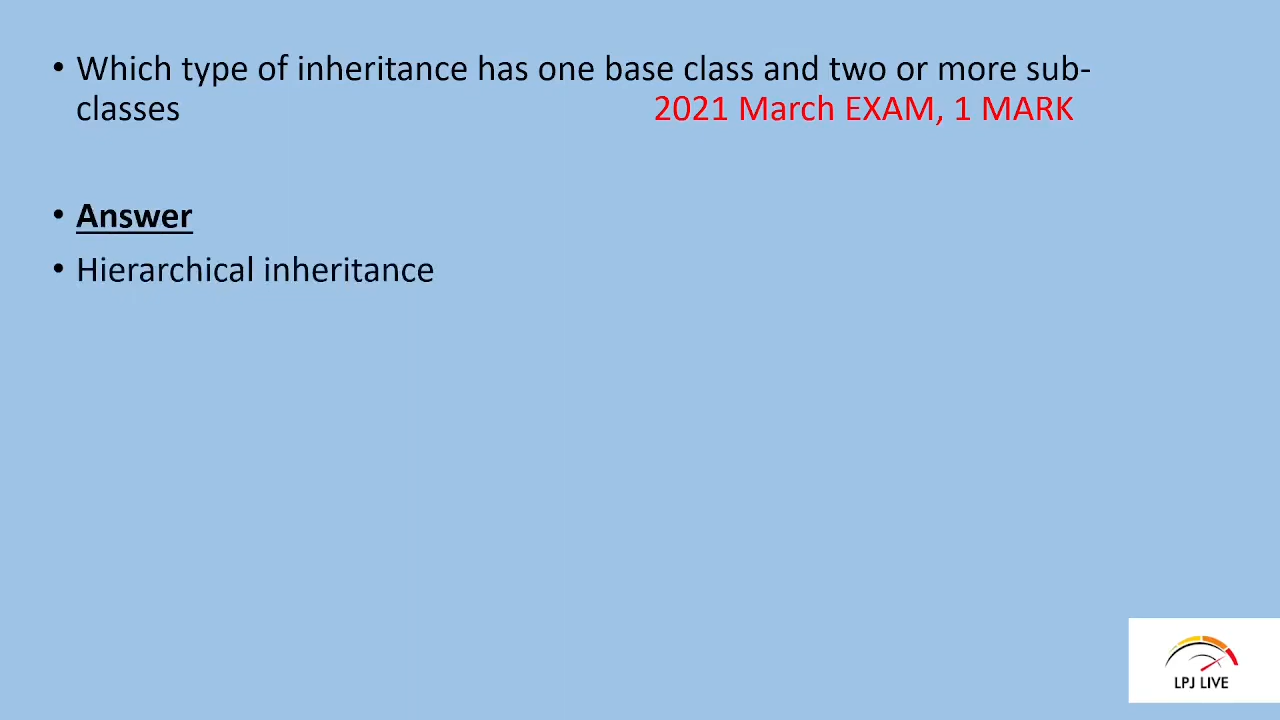 • Which type of inheritance has one base class and two or more sub-
classes 2021 March EXAM, 1 MARK
• Answer
• Hierarchical inheritance
LPJ LIVE